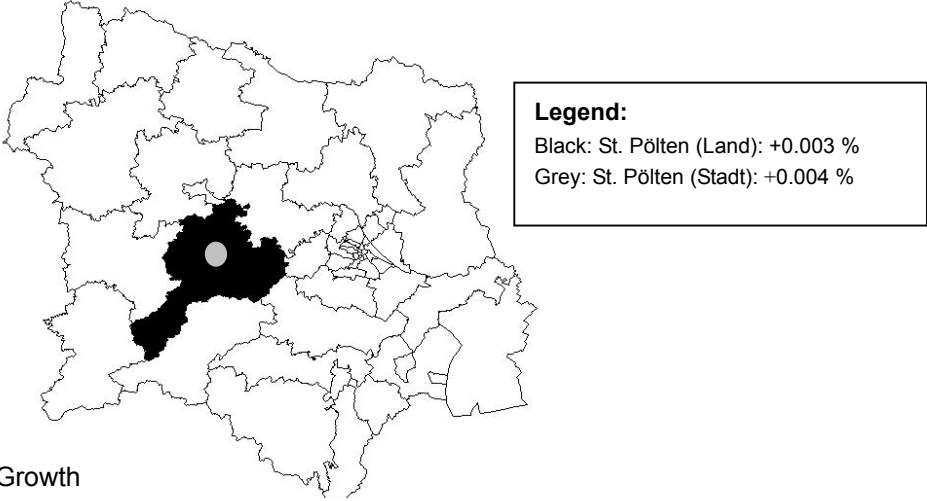 Legend:
Black: St. Pölten (Land): +0.003 %
Grey: St. Pölten (Stadt): +0.004 %
Growth